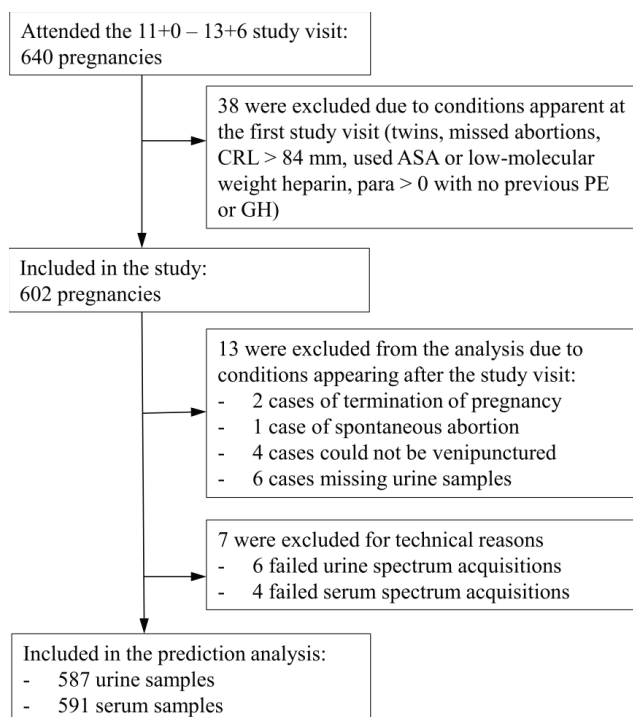 Attended the 11+0 – 13+6 study visit:
640 pregnancies
38 were excluded due to conditions apparent at
the first study visit (twins, missed abortions,
CRL > 84 mm, used ASA or low-molecular
weight heparin, para > 0 with no previous PE
or GH)
Included in the study:
602 pregnancies
13 were excluded from the analysis due to
conditions appearing after the study visit:
- 2 cases of termination of pregnancy
- 1 case of spontaneous abortion
- 4 cases could not be venipunctured
- 6 cases missing urine samples
7 were excluded for technical reasons
- 6 failed urine spectrum acquisitions
- 4 failed serum spectrum acquisitions
Included in the prediction analysis:
- 587 urine samples
- 591 serum samples